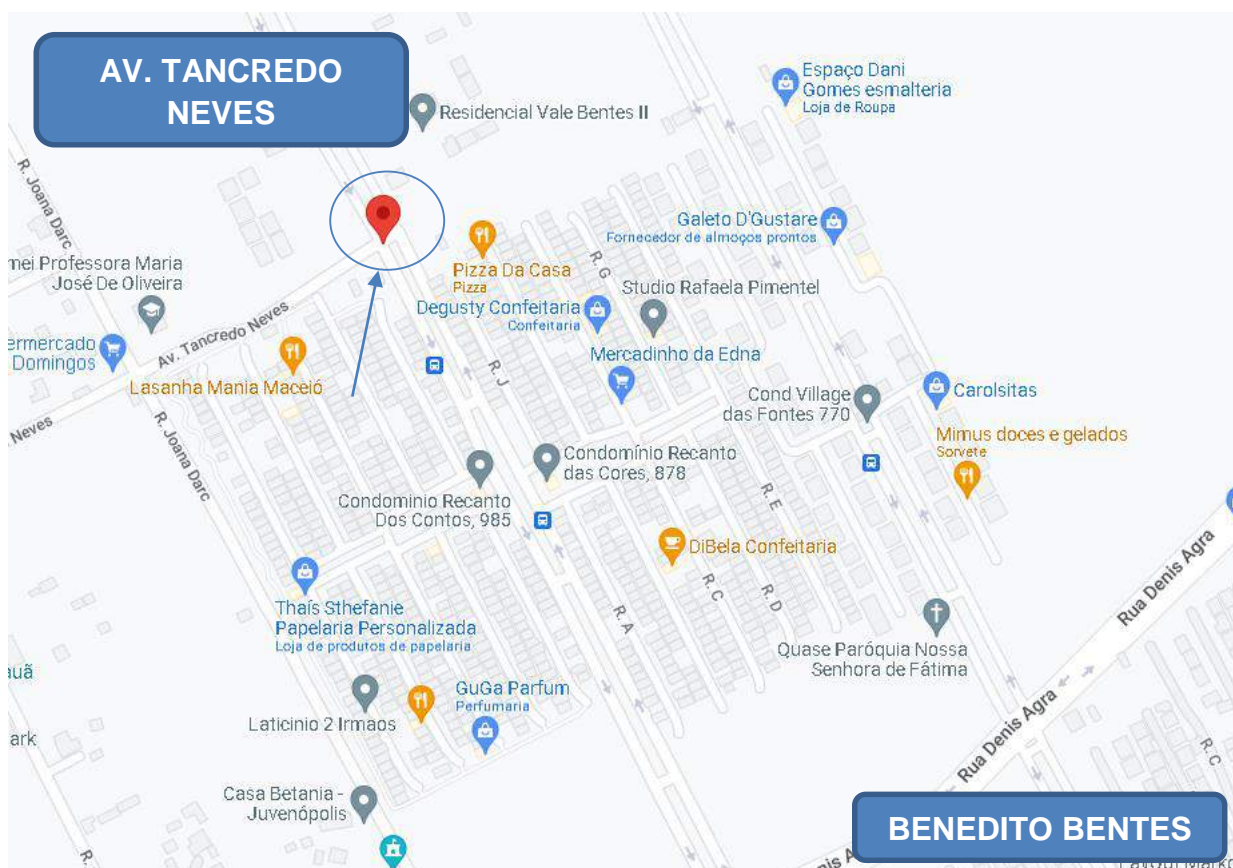 AV. TANCREDO
NEVES
Residencial Vale Bentes II
Espaço Dani
Gomes esmalteria
Loja de Roupa
R. Joana Darc
Galeto D'Gustare
Fornecedor de almoços prontos
R. G
mei Professora Maria
José De Oliveira
Pizza Da Casa
Pizza
Studio Rafaela Pimentel
Degusty Confeitaria
Confeitaria
Av. Tancredo Neves
ermercado
Domingos
Lasanha Mania Maceió
R. J
Mercadinho da Edna
Cond Village
das Fontes 770
Carolsitas
Neves
R. Joana Darc
Mimus doces e gelados
Sorvete
Condomínio Recanto
das Cores, 878
Condominio Recanto
Dos Contos, 985
R. E
DiBela Confeitaria
Rua Denis Agra
R. C
R. D
Thaís Sthefanie
Papelaria Personalizada
Loja de produtos de papelaria
R. A
Quase Paróquia Nossa
Senhora de Fátima
auã
GuGa Parfum
Perfumaria
Laticinio 2 Irmaos
Rua Denis Agra
ark
R. C
Casa Betania -
Juvenópolis
BENEDITO BENTES
R.
nis A